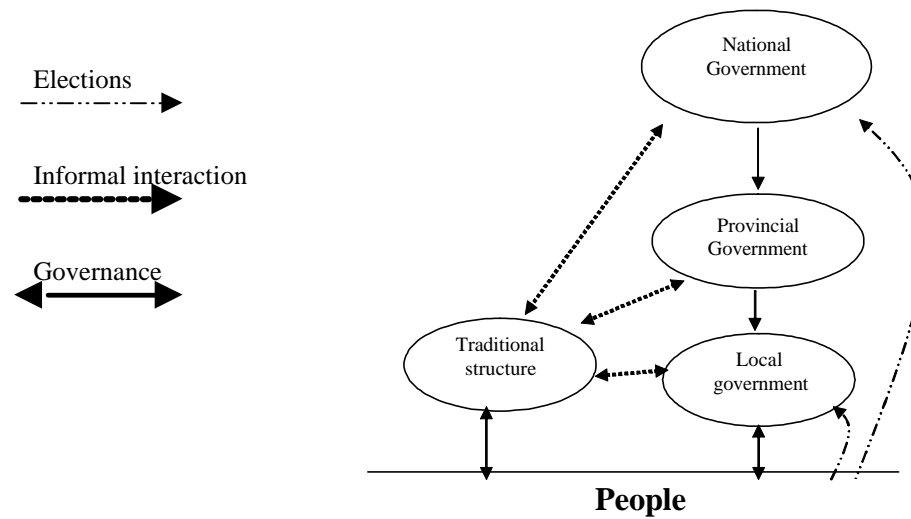 Elections
Informal interaction
Governance
National
Government
Provincial
Government
Traditional
structure
Local
government
People